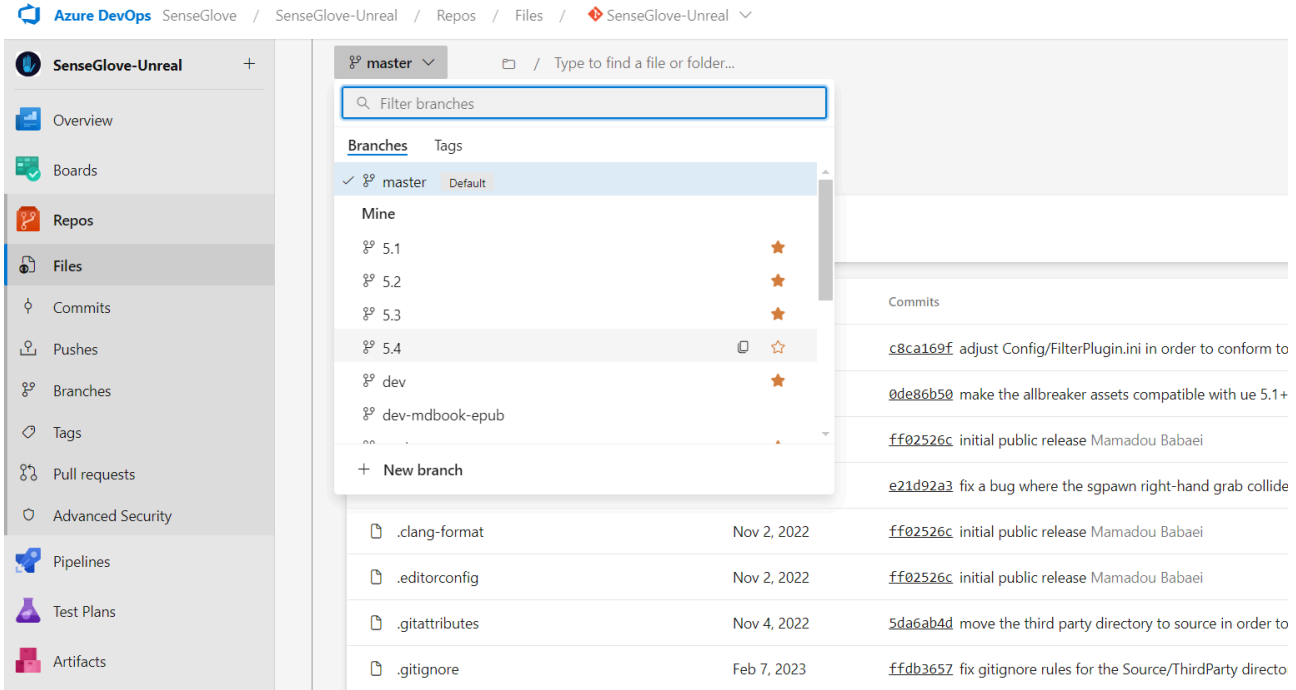 Azure DevOps SenseGlove / SenseGlove-Unreal / Repos / Files / SenseGlove-Unreal
SenseGlove-Unreal +
Overview
Boards
Repos
Files
Commits
Pushes
Branches
Tags
Pull requests
Advanced Security
Pipelines
Test Plans
Artifacts
master
/ Type to find a file or folder...
Filter branches
Branches Tags
master Default
Mine
5.1
5.2
5.3
5.4
dev
dev-mdbook-epub
+ New branch
Commits
c8ca169f adjust Config/FilterPlugin.ini in order to conform to
0de86b50 make the allbreaker assets compatible with ue 5.1+
ff02526c initial public release Mamadou Babaei
e21d92a3 fix a bug where the sgpawn right-hand grab collide
.clang-format Nov 2, 2022 ff02526c initial public release Mamadou Babaei
.editorconfig Nov 2, 2022 ff02526c initial public release Mamadou Babaei
.gitattributes Nov 4, 2022 5da6ab4d move the third party directory to source in order to
.gitignore Feb 7, 2023 ffdb3657 fix gitignore rules for the Source/ThirdParty directo